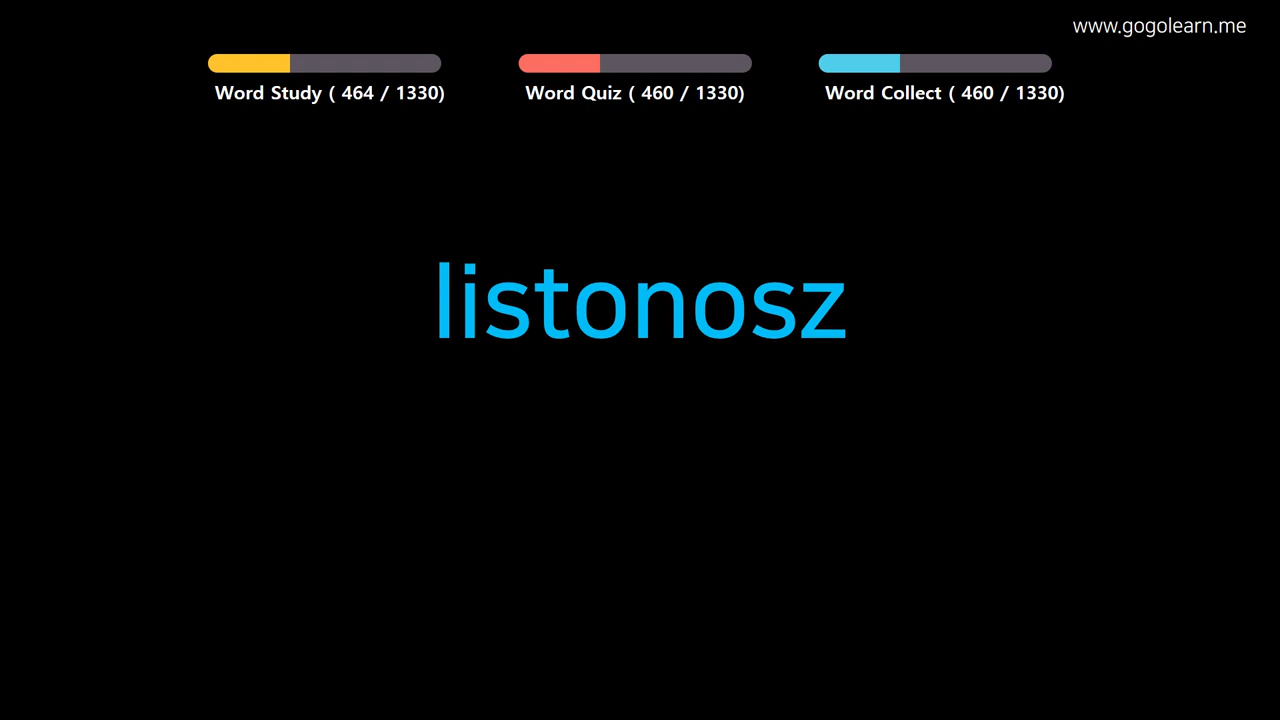 www.gogolearn.me
Word Study ( 464 / 1330)
Word Quiz ( 460 / 1330)
Word Collect ( 460 / 1330)
listonosz